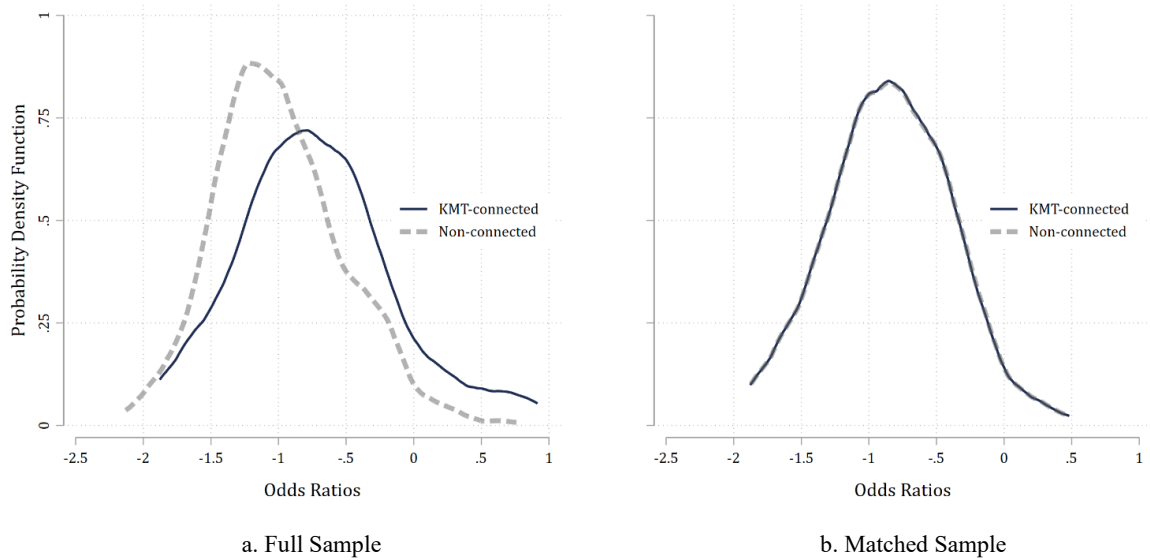 Probability Density Function
1
.75
.5
.25
0
-2.5 -2 -1.5 -1 -.5 0 .5 1
Odds Ratios
KMT-connected
Non-connected
a. Full Sample
-2.5 -2 -1.5 -1 -.5 0 .5 1
Odds Ratios
KMT-connected
Non-connected
b. Matched Sample